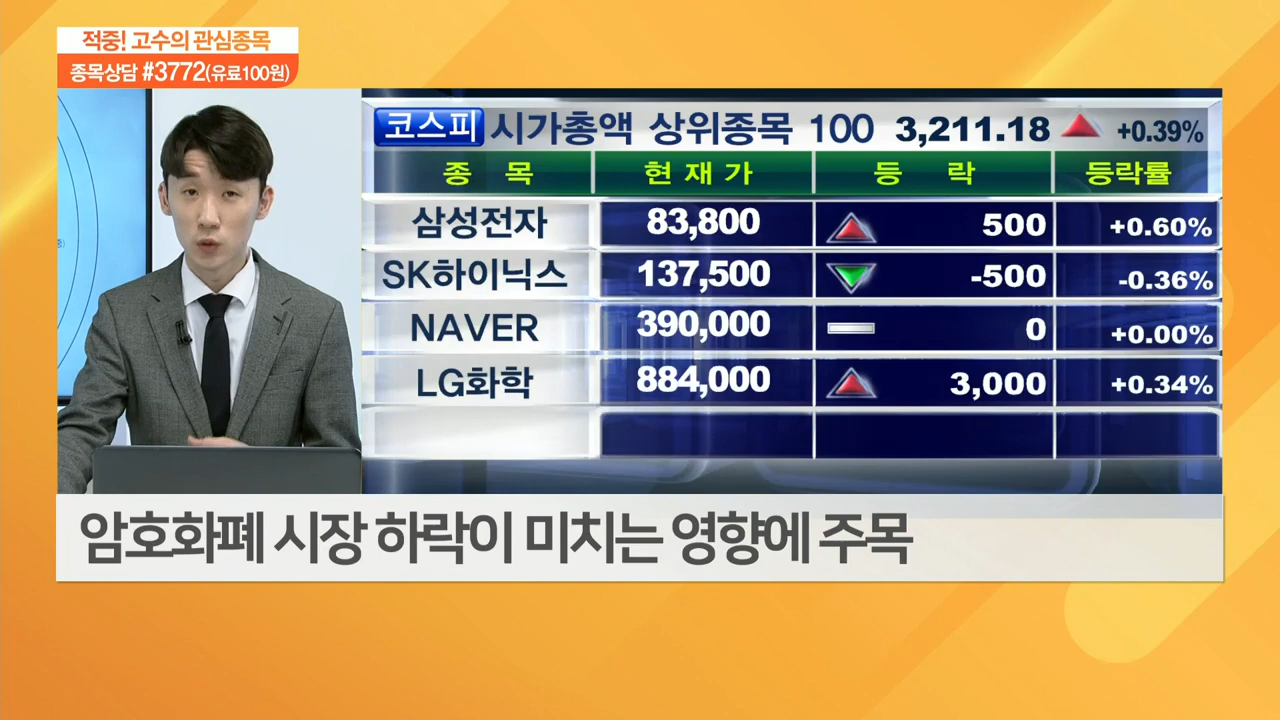 적중! 고수의 관심종목
종목상담 #3772(유료100원)
코스피 시가총액 상위종목 100 3,211.18 +0.39%
종 목 현 재 가 등 락 등락률
삼성전자 83,800 500 +0.60%
SK하이닉스 137,500 -500 -0.36%
NAVER 390,000 0 +0.00%
LG화학 884,000 3,000 +0.34%
암호화폐 시장 하락이 미치는 영향에 주목